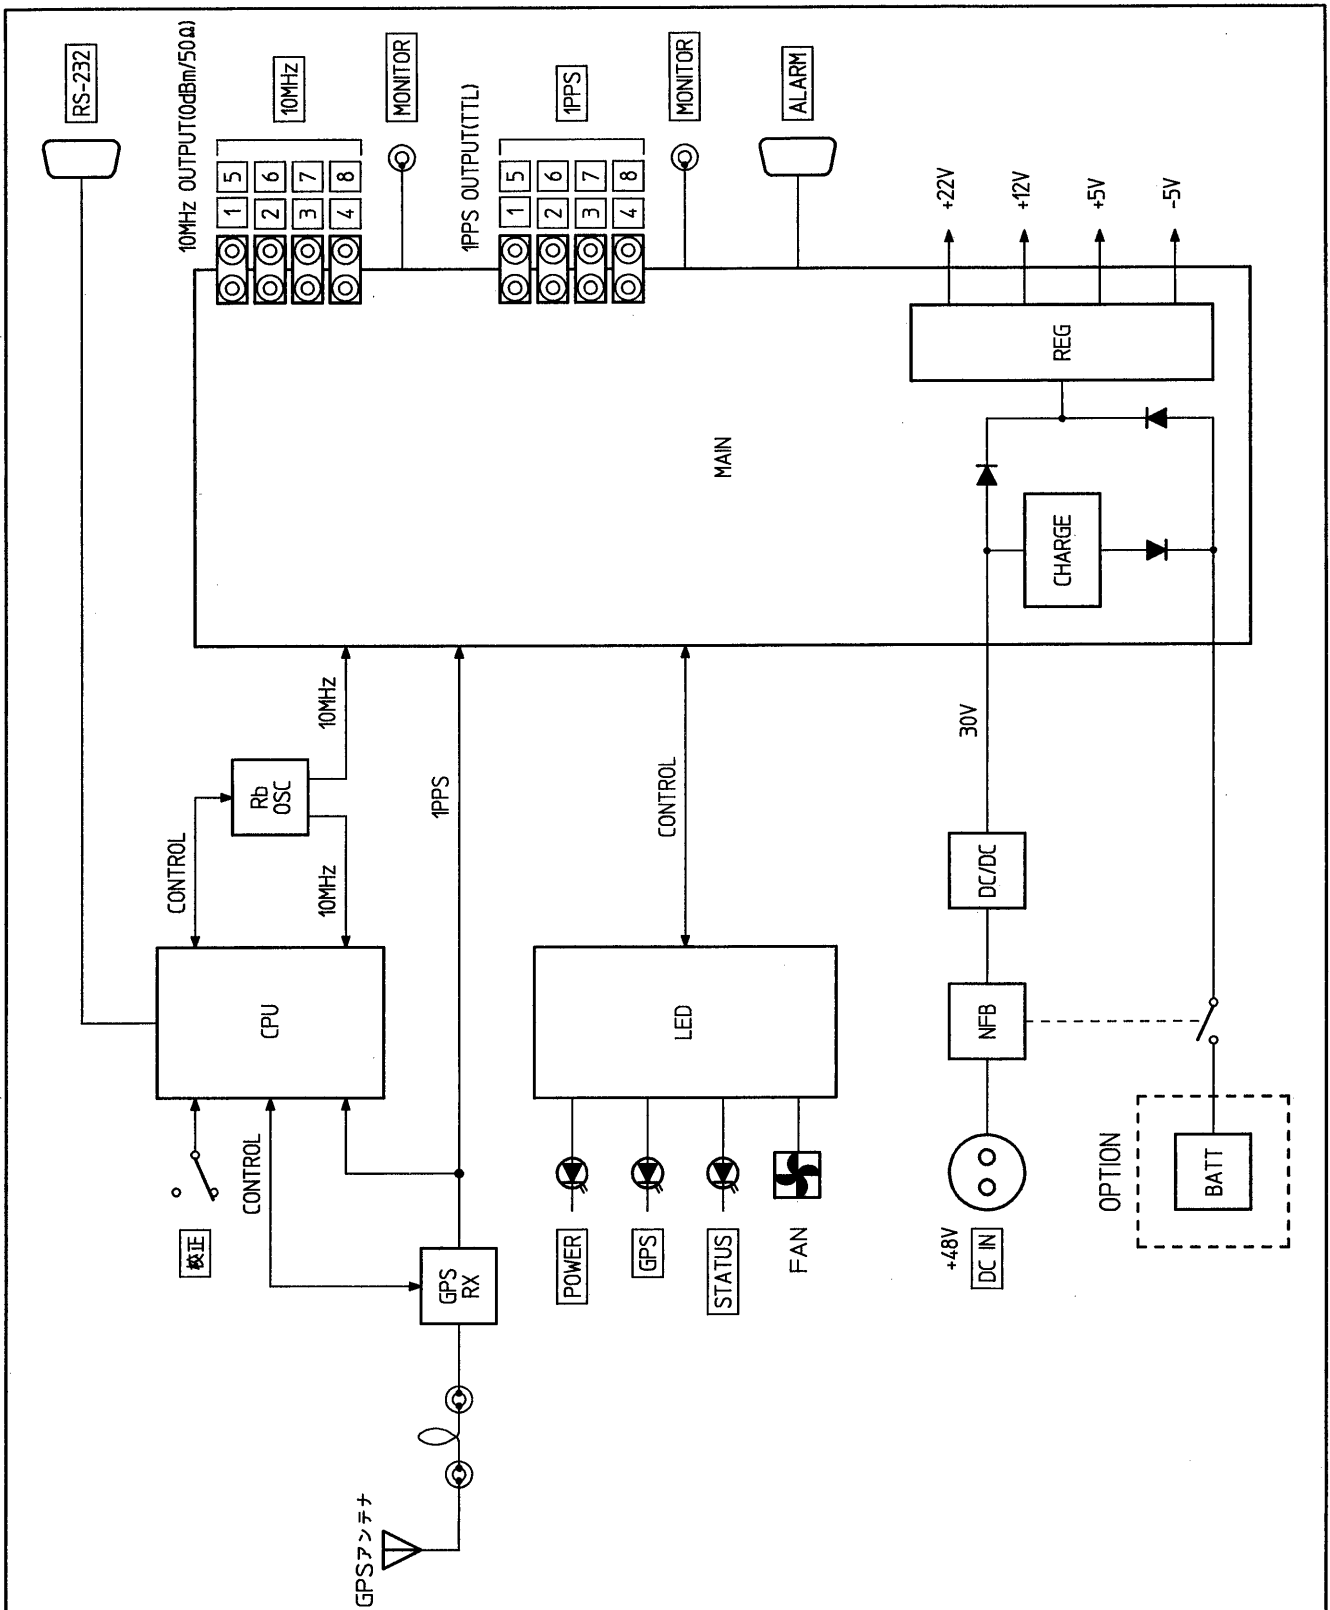 RS-232
10MHz OUTPUT(0dBm/50Ω)
1 5
2 6
3 7
4 8
10MHz
MONITOR
1PPS OUTPUT(TTL)
1 5
2 6
3 7
4 8
1PPS
MONITOR
ALARM
+22V
+12V
+5V
-5V
REG
MAIN
CHARGE
10MHz
1PPS
CONTROL
30V
Rb
OSC
CONTROL
10MHz
DC/DC
CPU
LED
NFB
校正
CONTROL
GPS
RX
POWER
GPS
STATUS
FAN
+48V
DC IN
OPTION
BATT
GPSアンテナ